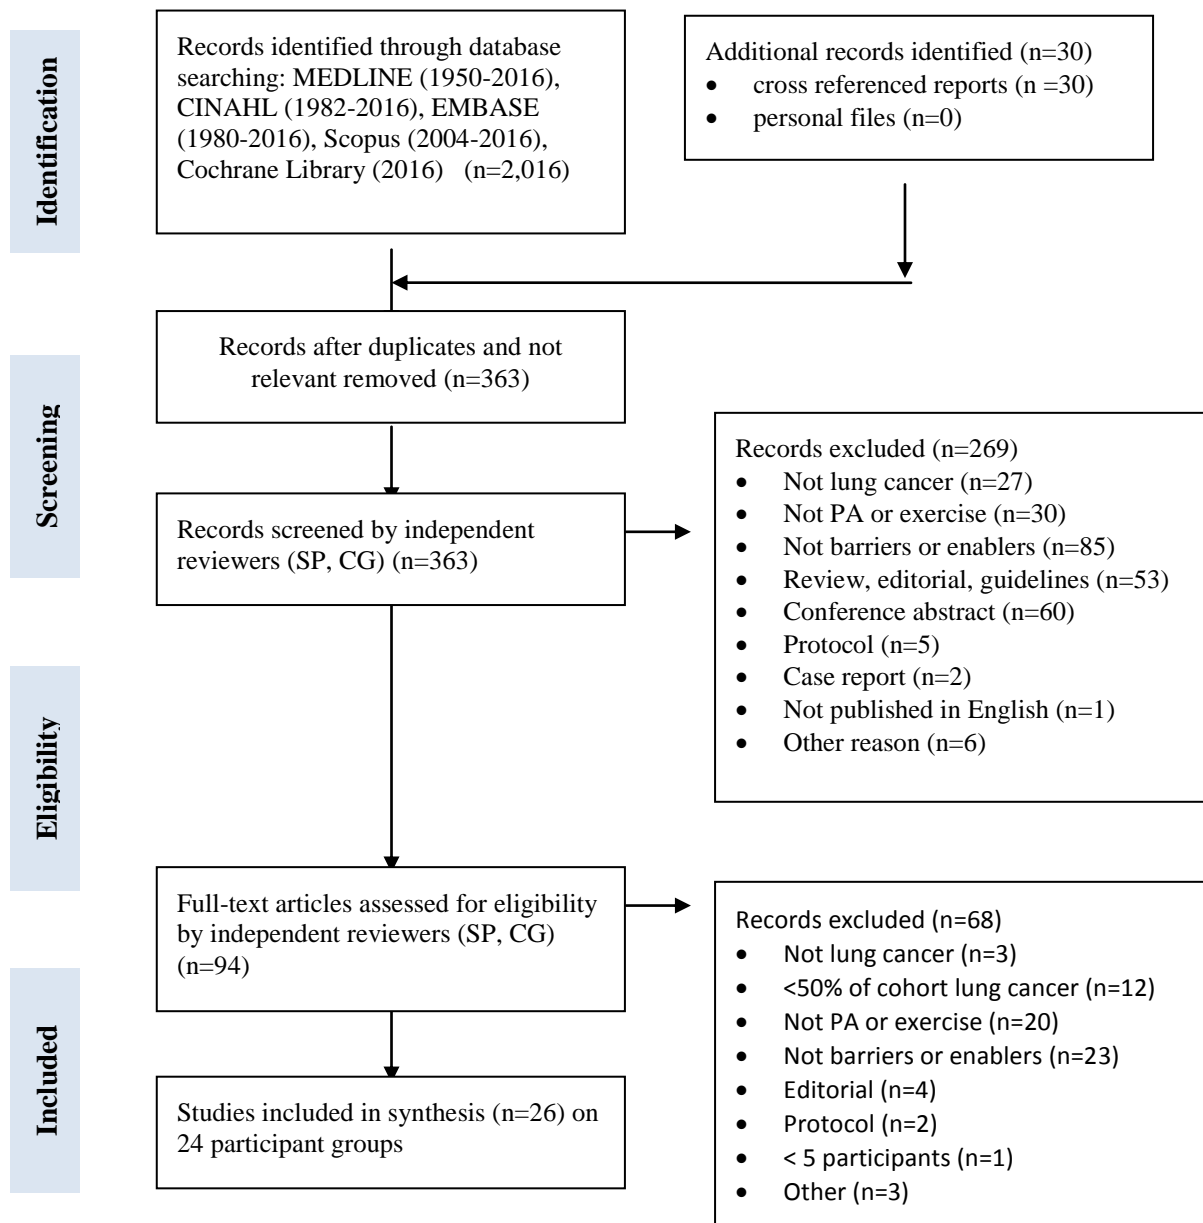 Identification
Records identified through database
searching: MEDLINE (1950-2016),
CINAHL (1982-2016), EMBASE
(1980-2016), Scopus (2004-2016),
Cochrane Library (2016) (n=2,016)
Additional records identified (n=30)
• cross referenced reports (n =30)
• personal files (n=0)
Screening
Records after duplicates and not
relevant removed (n=363)
Records screened by independent
reviewers (SP, CG) (n=363)
Records excluded (n=269)
• Not lung cancer (n=27)
• Not PA or exercise (n=30)
• Not barriers or enablers (n=85)
• Review, editorial, guidelines (n=53)
• Conference abstract (n=60)
• Protocol (n=5)
• Case report (n=2)
• Not published in English (n=1)
• Other reason (n=6)
Eligibility
Full-text articles assessed for eligibility
by independent reviewers (SP, CG)
(n=94)
Records excluded (n=68)
• Not lung cancer (n=3)
• <50% of cohort lung cancer (n=12)
• Not PA or exercise (n=20)
• Not barriers or enablers (n=23)
• Editorial (n=4)
• Protocol (n=2)
• < 5 participants (n=1)
• Other (n=3)
Included
Studies included in synthesis (n=26) on
24 participant groups